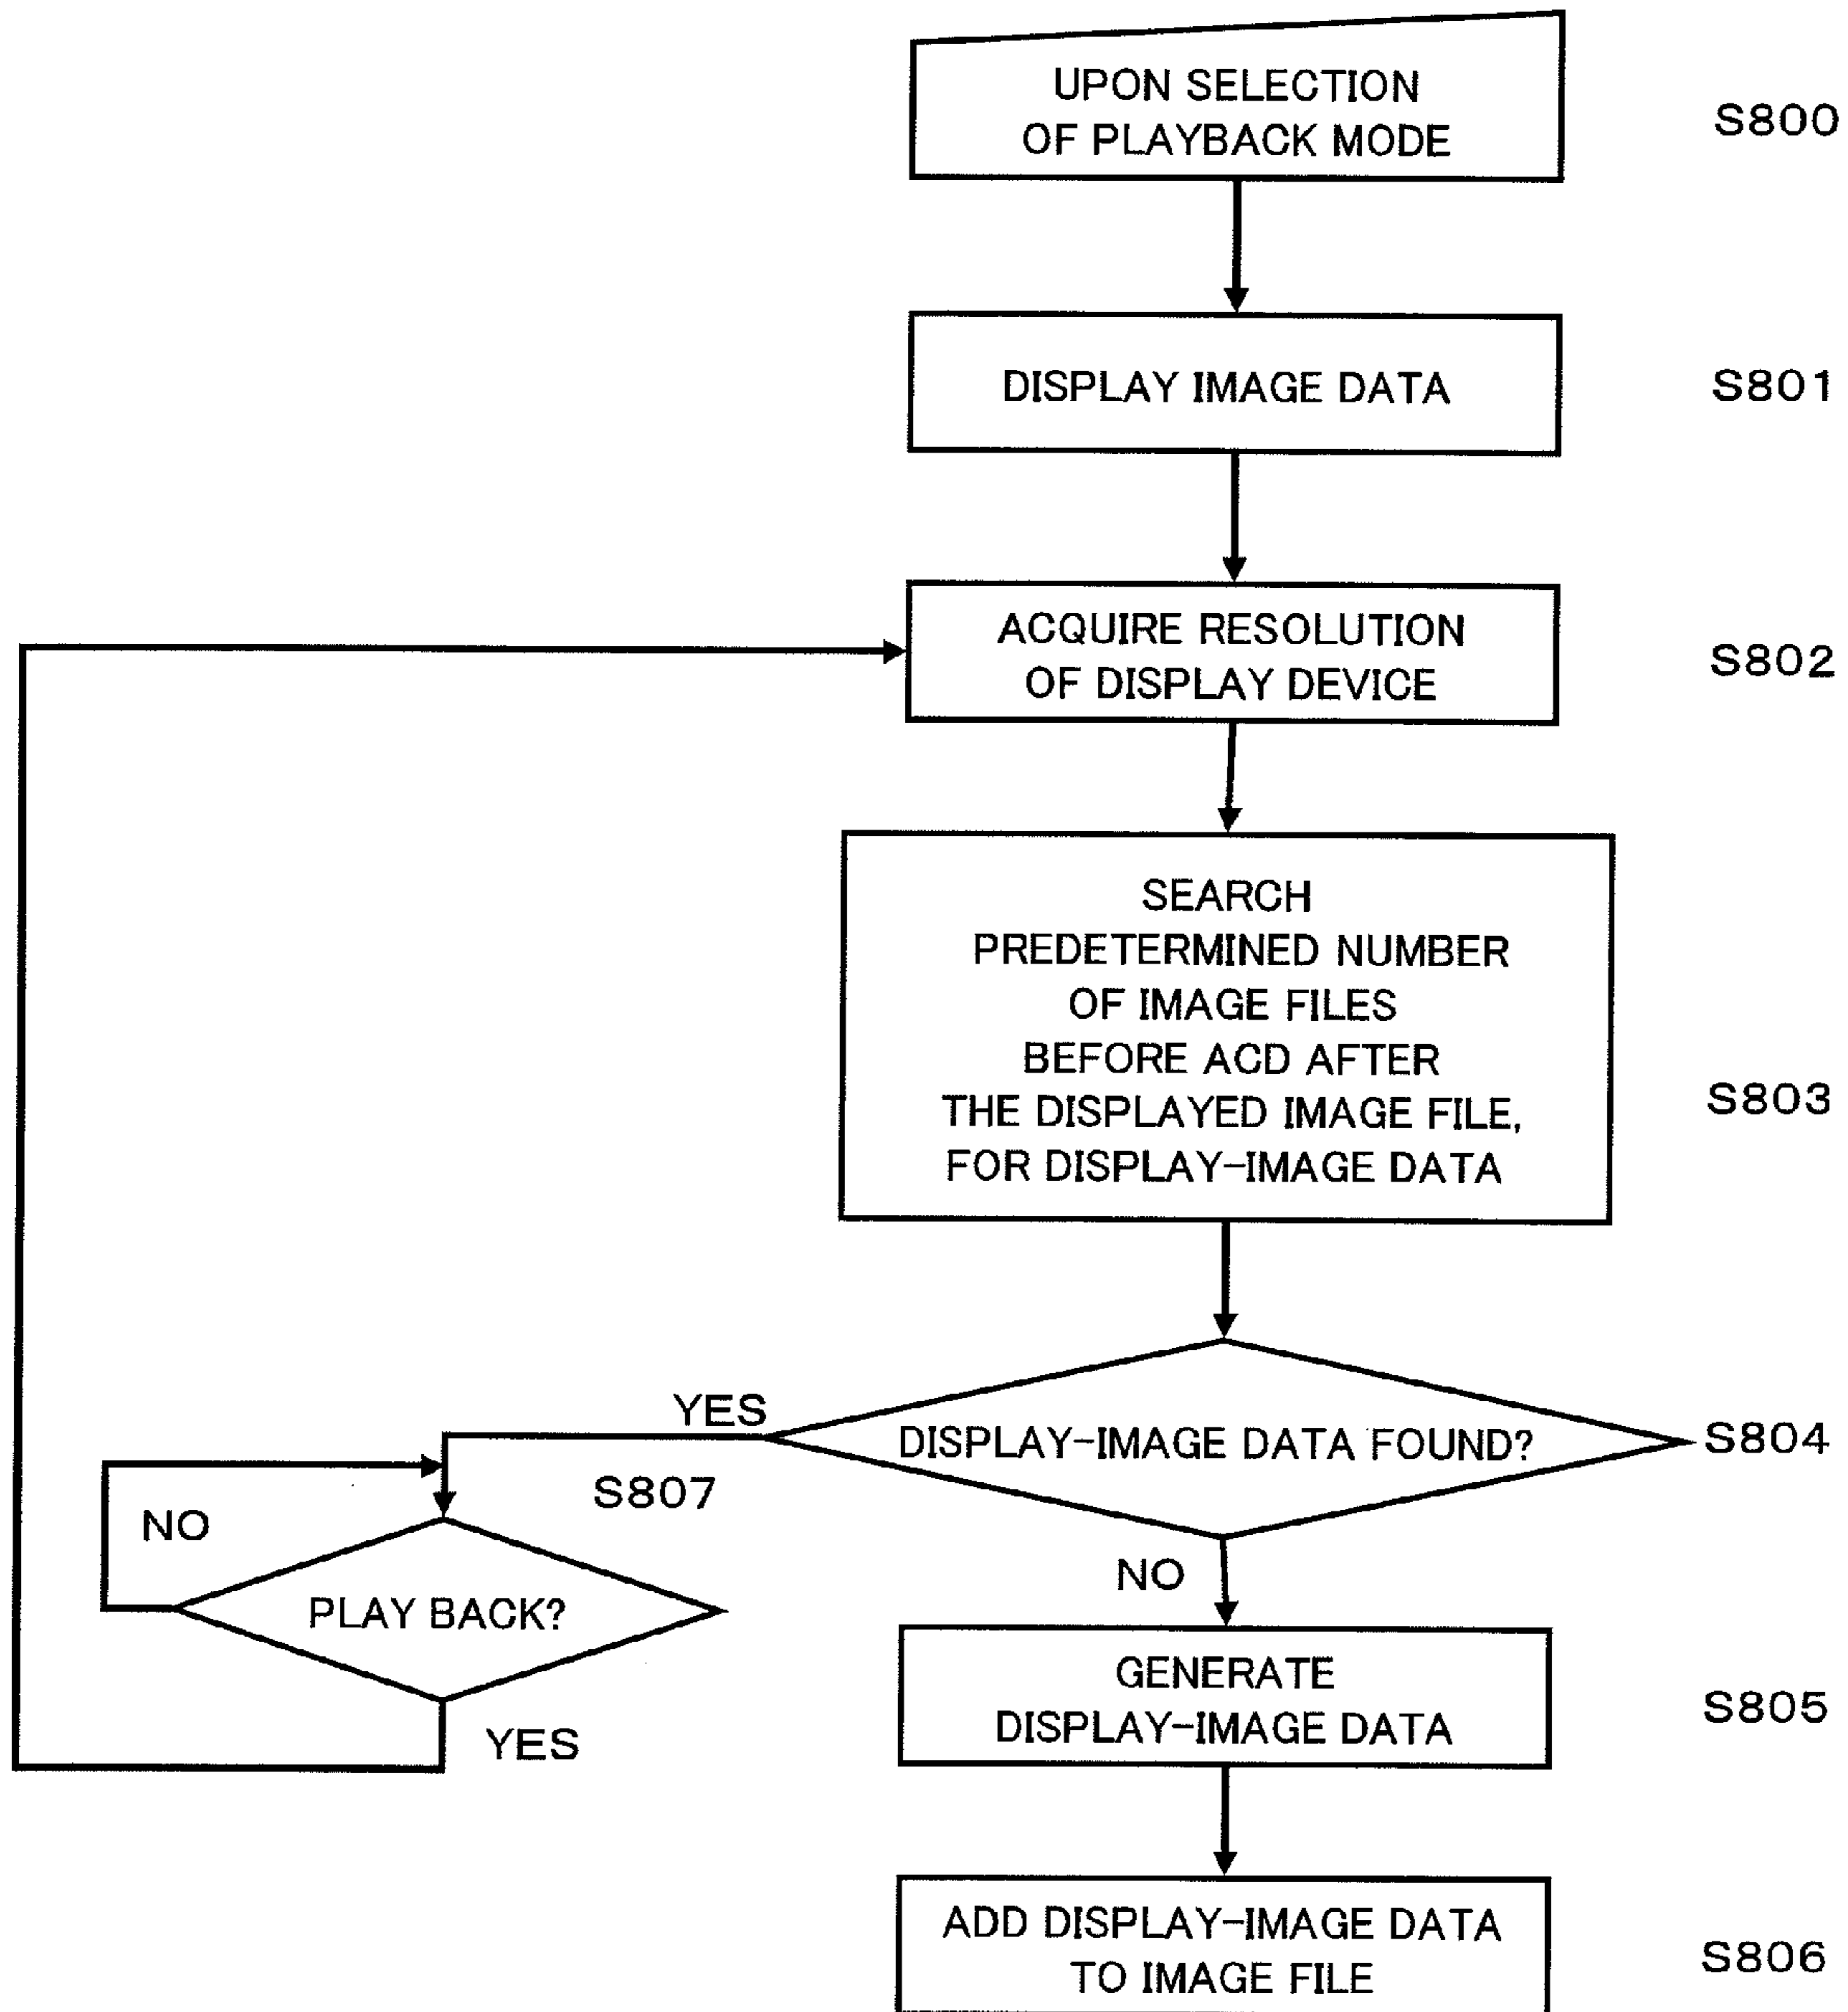 UPON SELECTION
OF PLAYBACK MODE
S800
DISPLAY IMAGE DATA
S801
ACQUIRE RESOLUTION
OF DISPLAY DEVICE
S802
SEARCH
PREDETERMINED NUMBER
OF IMAGE FILES
BEFORE ACD AFTER
THE DISPLAYED IMAGE FILE,
FOR DISPLAY-IMAGE DATA
S803
YES
DISPLAY-IMAGE DATA FOUND?
S804
S807
NO
PLAY BACK?
YES
NO
GENERATE
DISPLAY-IMAGE DATA
S805
ADD DISPLAY-IMAGE DATA
TO IMAGE FILE
S806